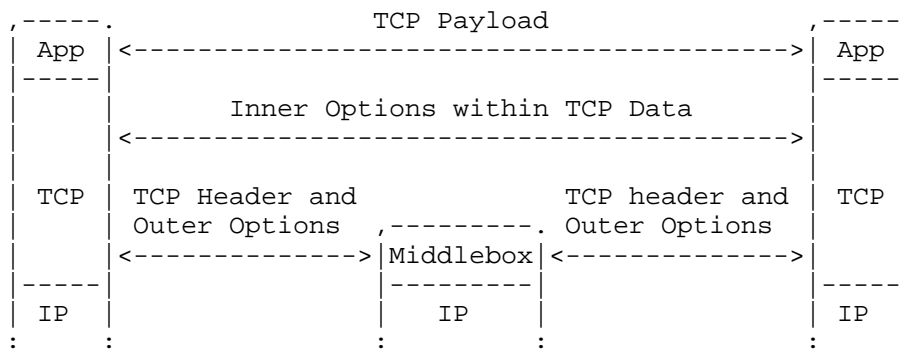 TCP Payload
App App
Inner Options within TCP Data
TCP TCP Header and TCP header and TCP
Outer Options Outer Options
Middlebox
IP IP IP